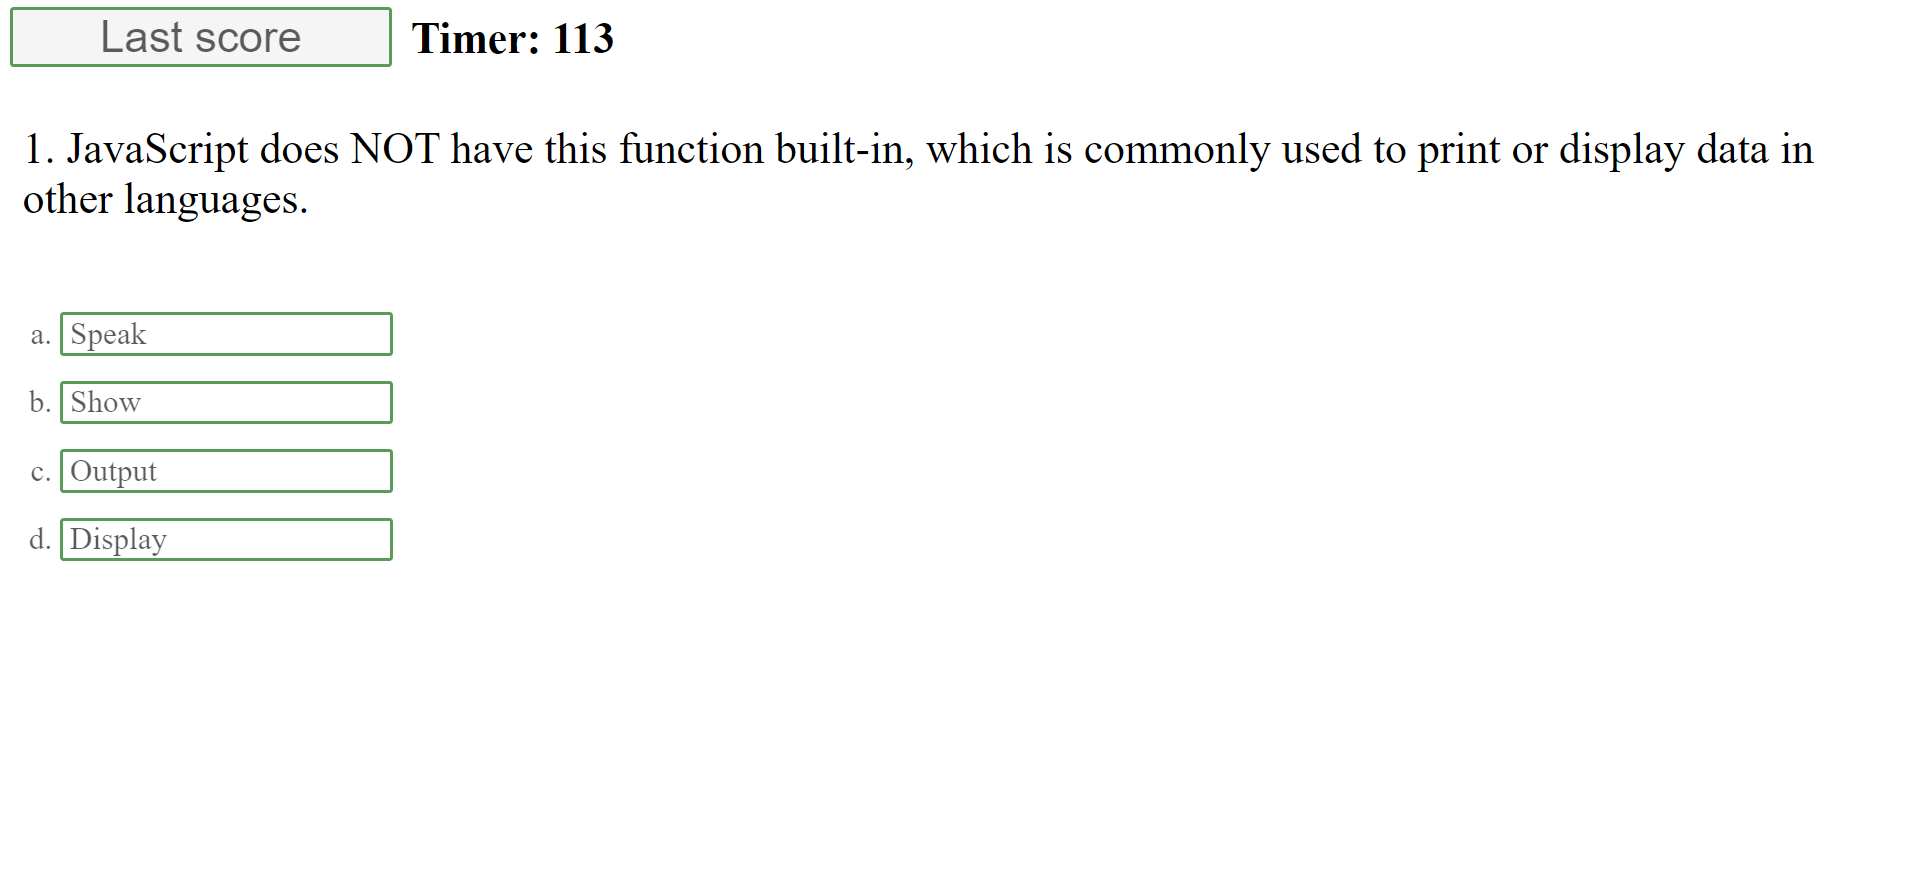 Last score Timer: 113
1. JavaScript does NOT have this function built-in, which is commonly used to print or display data in
other languages.
a. Speak
b. Show
c. Output
d. Display